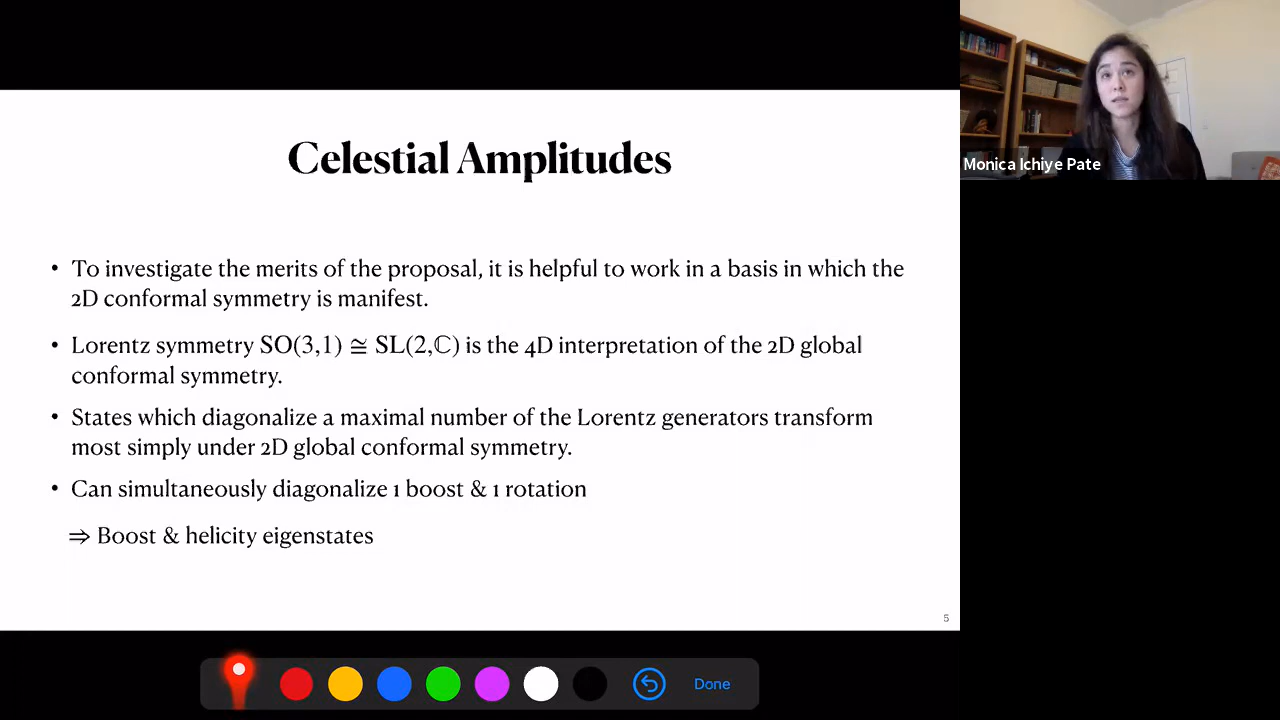 Celestial Amplitudes
• To investigate the merits of the proposal, it is helpful to work in a basis in which the
2D conformal symmetry is manifest.
• Lorentz symmetry SO(3,1) ≅ SL(2,ℂ) is the 4D interpretation of the 2D global
conformal symmetry.
• States which diagonalize a maximal number of the Lorentz generators transform
most simply under 2D global conformal symmetry.
• Can simultaneously diagonalize 1 boost & 1 rotation
⇒ Boost & helicity eigenstates
5
Monica Ichiye Pate
Done